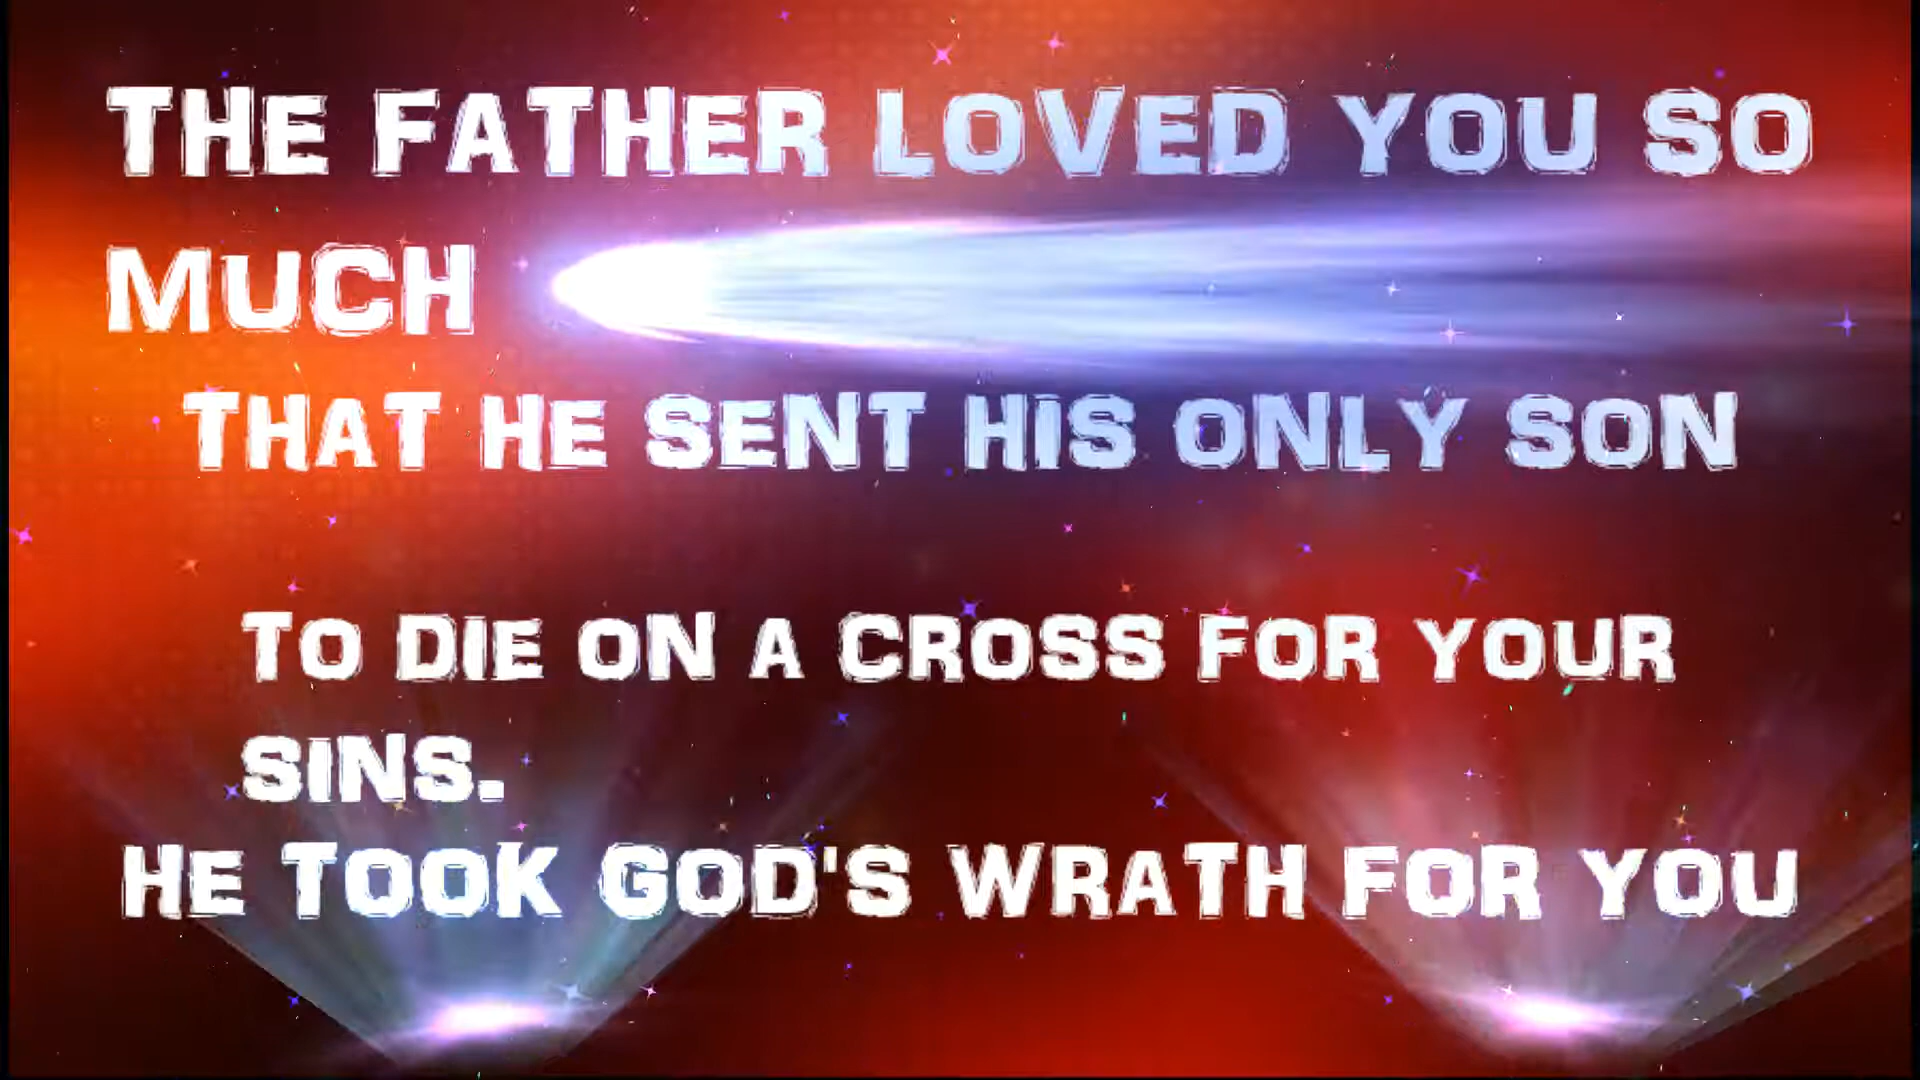 THE FATHER LOVED YOU SO
MUCH
THAT HE SENT HIS ONLY SON
TO DIE ON A CROSS FOR YOUR
SINS.
HE TOOK GOD'S WRATH FOR YOU